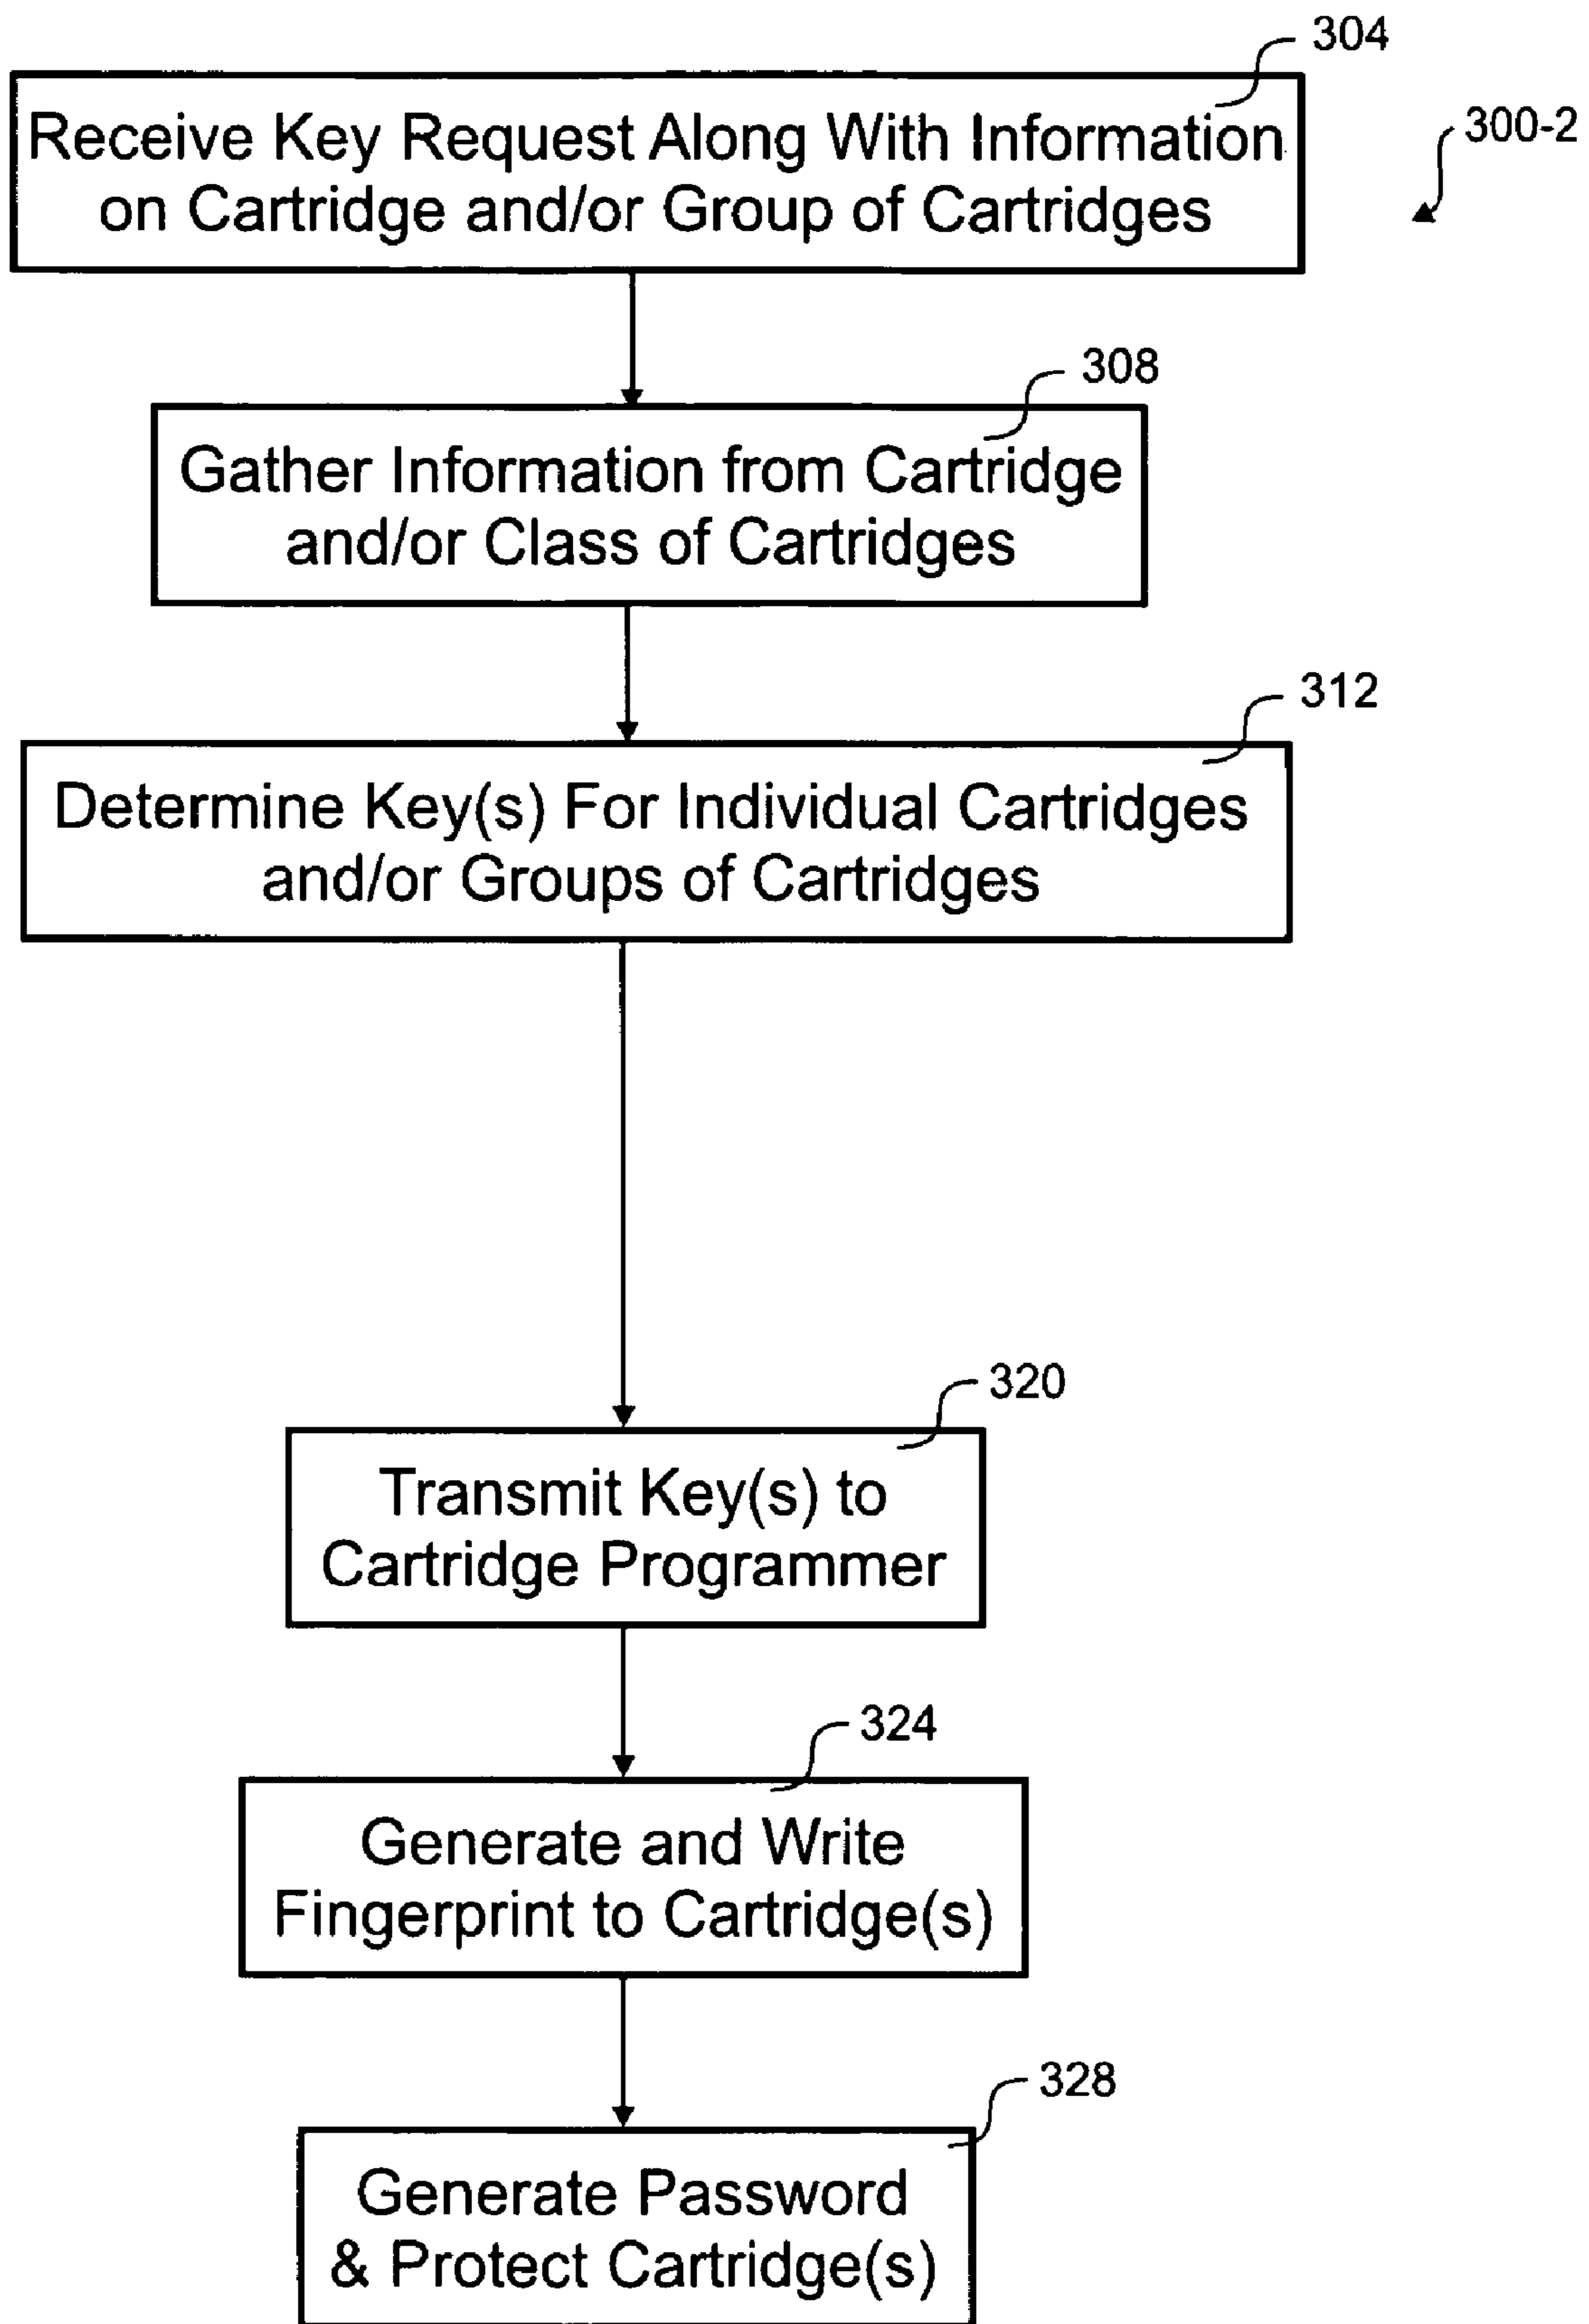 304
Receive Key Request Along With Information
on Cartridge and/or Group of Cartridges
300-2
308
Gather Information from Cartridge
and/or Class of Cartridges
312
Determine Key(s) For Individual Cartridges
and/or Groups of Cartridges
320
Transmit Key(s) to
Cartridge Programmer
324
Generate and Write
Fingerprint to Cartridge(s)
328
Generate Password
& Protect Cartridge(s)